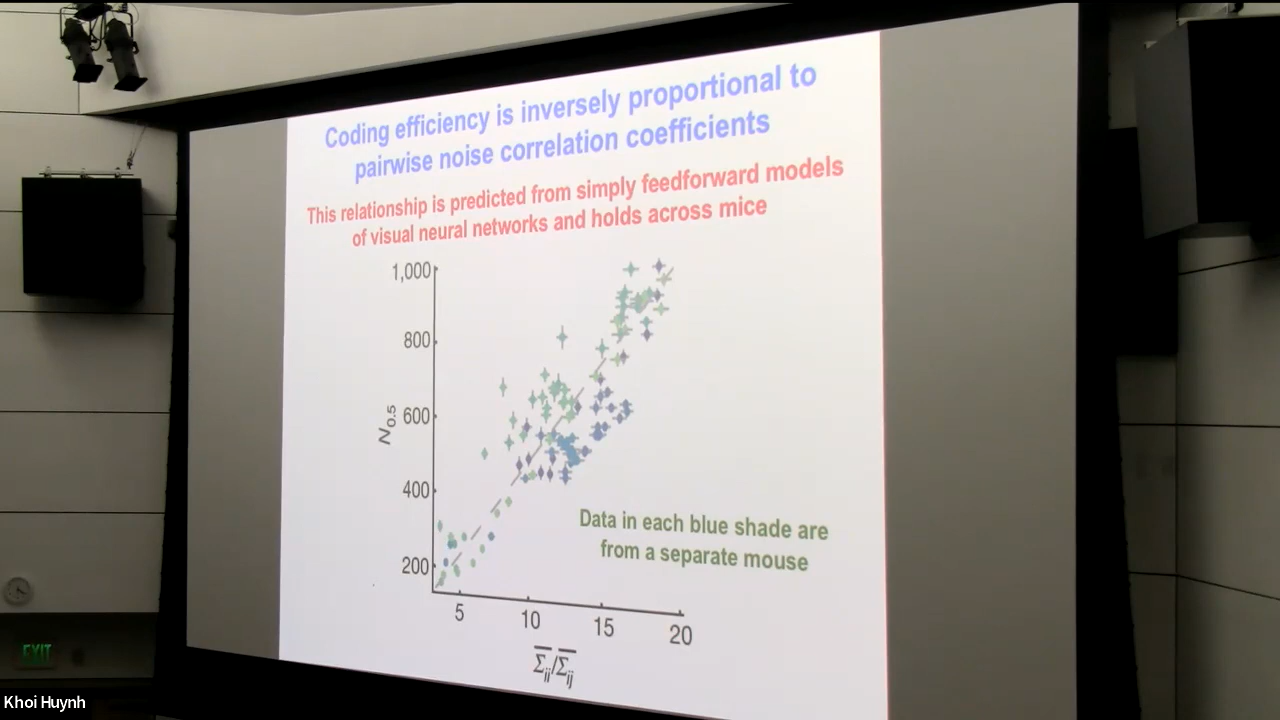 Coding efficiency is inversely proportional to
pairwise noise correlation coefficients
This relationship is predicted from simply feedforward models
of visual neural networks and holds across mice
1,000
800
600
400
200
N0.5
5 10 15 20
Σii/Σij
Data in each blue shade are
from a separate mouse
EXIT
Khoi Huynh